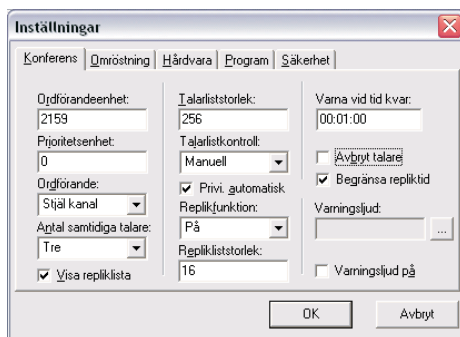 Inställningar
Konferens Omröstning Hårdvara Program Säkerhet
Ordförandeenhet:
2159
Prioritetsenhet:
0
Ordförande:
Stjäl kanal
Antal samtidiga talare:
Tre
Visa repliklista
Talarliststorlek:
256
Talarlistkontroll:
Manuell
Privi. automatisk
Replikfunktion:
På
Replikliststorlek:
16
Varna vid tid kvar:
00:01:00
Avbryt talare
Begränsa repliktid
Varningsljud:
...
Varningsljud på
OK Avbryt